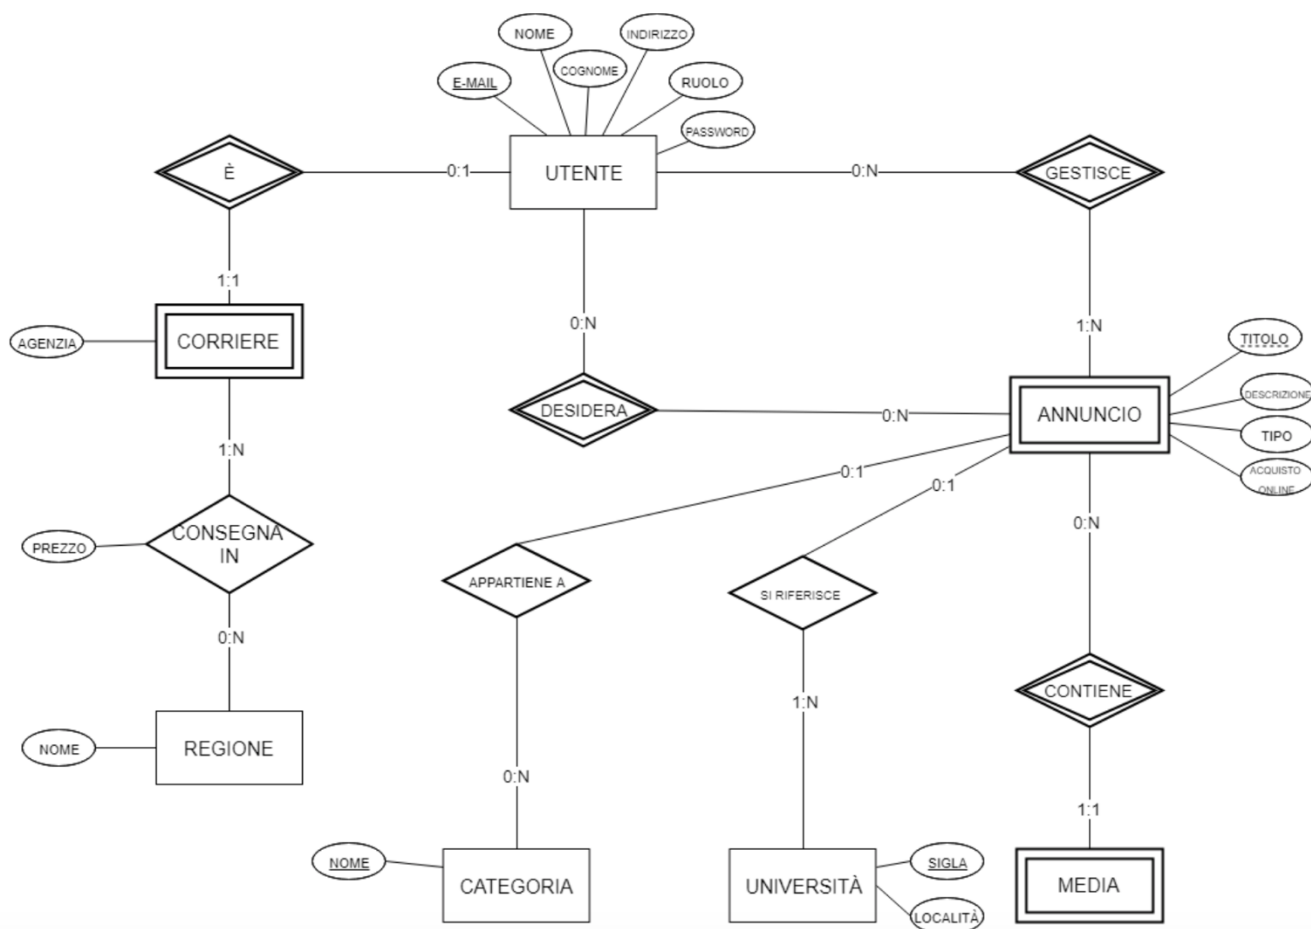 NOME
INDIRIZZO
COGNOME
E-MAIL
RUOLO
PASSWORD
È
0:1
UTENTE
0:N
GESTISCE
1:1
0:N
1:N
AGENZIA
CORRIERE
TITOLO
DESCRIZIONE
DESIDERA
0:N
ANNUNCIO
TIPO
1:N
0:1
0:1
ACQUISTO
ONLINE
PREZZO
CONSEGNA
IN
0:N
APPARTIENE A
SI RIFERISCE
0:N
1:N
CONTIENE
NOME
REGIONE
0:N
1:1
NOME
CATEGORIA
UNIVERSITÀ
SIGLA
LOCALITÀ
MEDIA